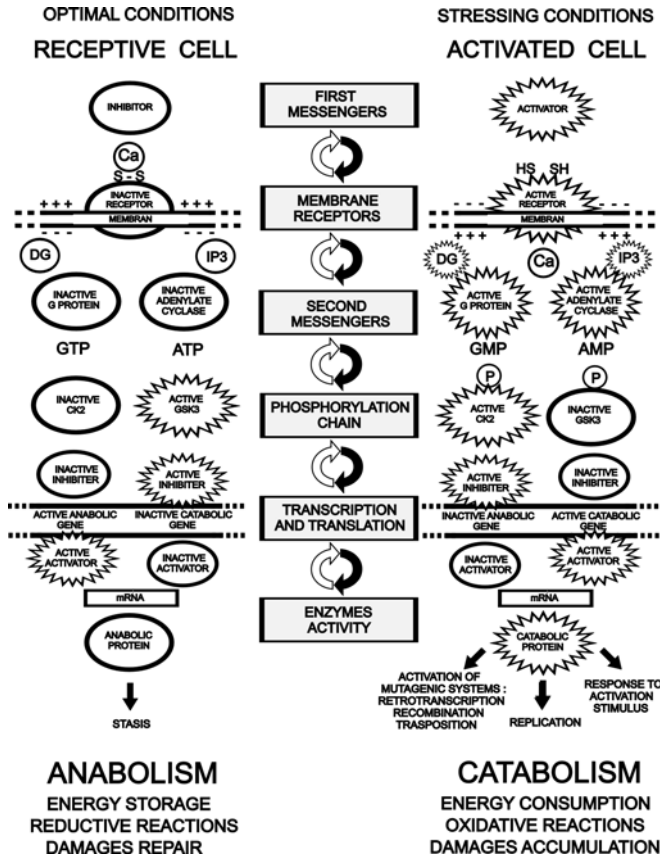 OPTIMAL CONDITIONS
RECEPTIVE CELL
INHIBITOR
Ca
S - S
INACTIVE
RECEPTOR
+ + +
+ + +
MEMBRAN
- - -
- - -
DG
IP3
INACTIVE
G PROTEIN
INACTIVE
ADENYLATE
CYCLASE
GTP
ATP
INACTIVE
CK2
ACTIVE
GSK3
INACTIVE
INHIBITER
ACTIVE
INHIBITER
ACTIVE ANABOLIC
GENE
INACTIVE CATABOLIC
GENE
ACTIVE
ACTIVATOR
INACTIVE
ACTIVATOR
mRNA
ANABOLIC
PROTEIN
STASIS
ANABOLISM
ENERGY STORAGE
REDUCTIVE REACTIONS
DAMAGES REPAIR
FIRST
MESSENGERS
MEMBRANE
RECEPTORS
SECOND
MESSENGERS
PHOSPHORYLATION
CHAIN
TRANSCRIPTION
AND TRANSLATION
ENZYMES
ACTIVITY
STRESSING CONDITIONS
ACTIVATED CELL
ACTIVATOR
HS SH
ACTIVE
RECEPTOR
- - -
- - -
MEMBRAN
+ + +
+ + +
DG
Ca
IP3
ACTIVE
G PROTEIN
ACTIVE
ADENYLATE
CYCLASE
GMP
AMP
P
P
ACTIVE
CK2
INACTIVE
GSK3
ACTIVE
INHIBITER
INACTIVE
INHIBITER
INACTIVE ANABOLIC
GENE
ACTIVE CATABOLIC
GENE
INACTIVE
ACTIVATOR
ACTIVE
ACTIVATOR
mRNA
CATABOLIC
PROTEIN
ACTIVATION OF
MUTAGENIC SYSTEMS :
RETROTRANSCRIPTION
RECOMBINATION
TRASPOSITION
REPLICATION
RESPONSE TO
ACTIVATION
STIMULUS
CATABOLISM
ENERGY CONSUMPTION
OXIDATIVE REACTIONS
DAMAGES ACCUMULATION